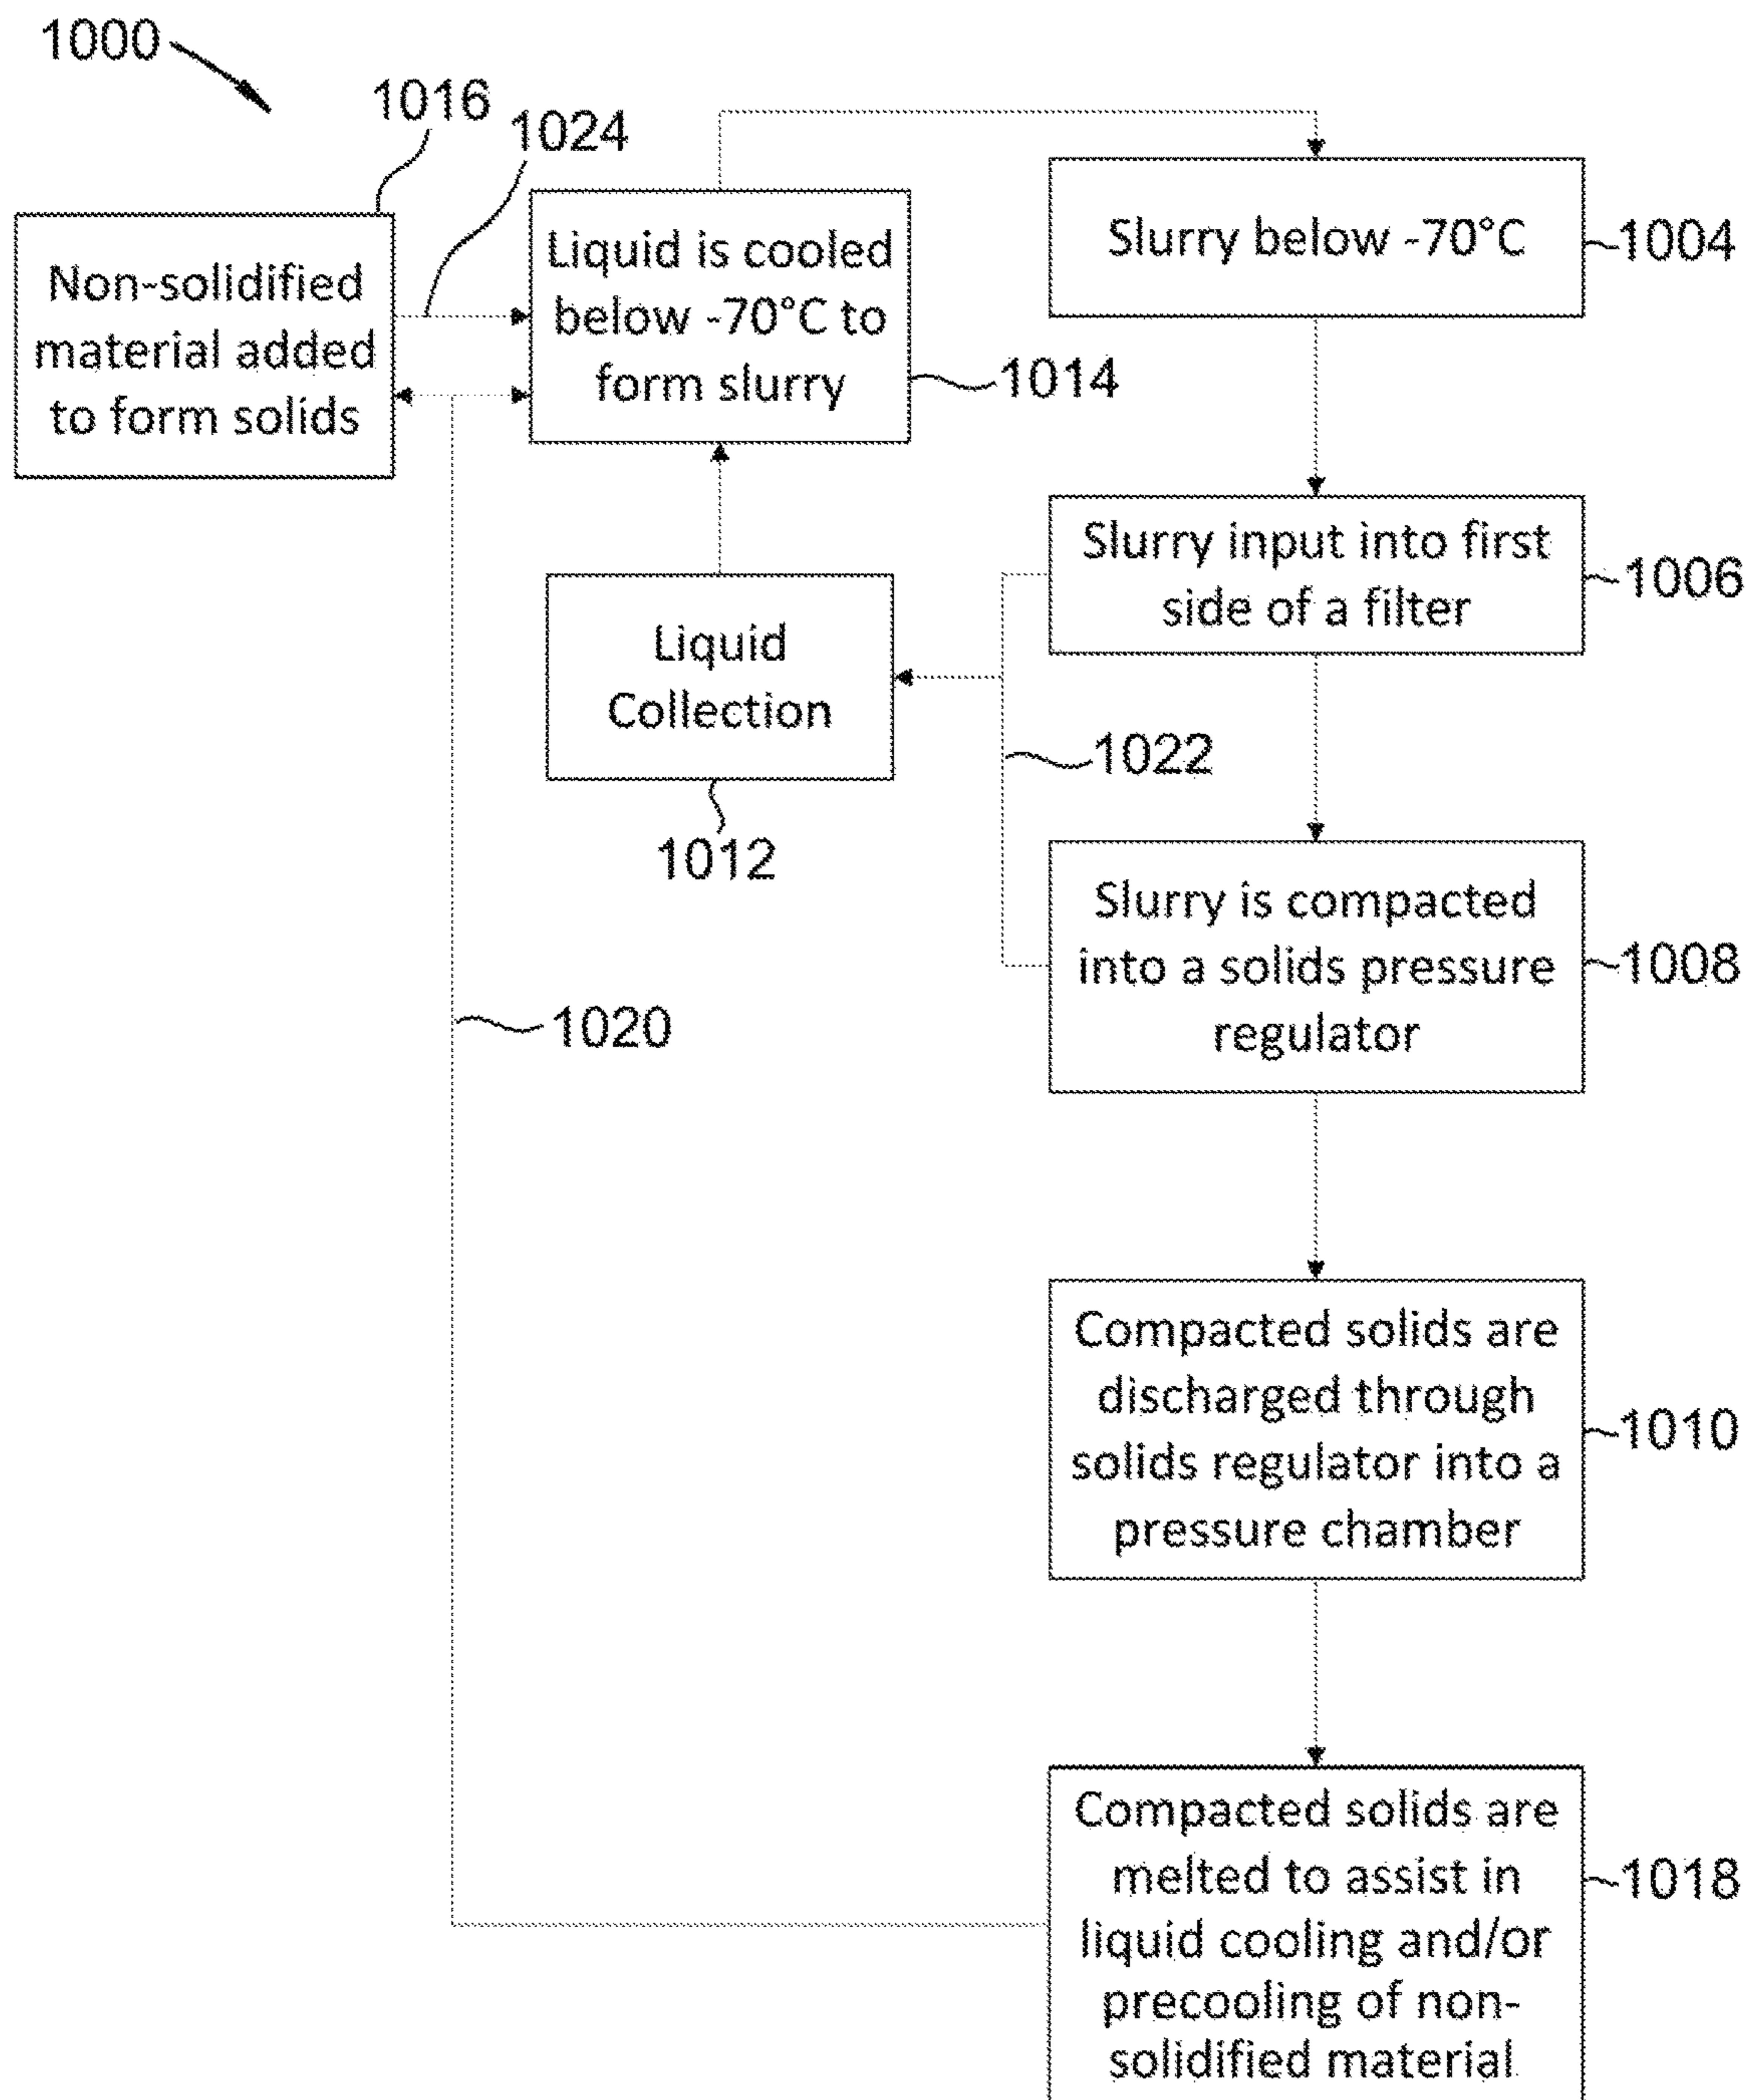 1000
1016
1024
Non-solidified
material added
to form solids
Liquid is cooled
below -70°C to
form slurry
1014
Slurry below -70°C
1004
Slurry input into first
side of a filter
1006
Liquid
Collection
1012
1022
Slurry is compacted
into a solids pressure
regulator
1008
1020
Compacted solids are
discharged through
solids regulator into a
pressure chamber
1010
Compacted solids are
melted to assist in
liquid cooling and/or
precooling of non-
solidified material
1018